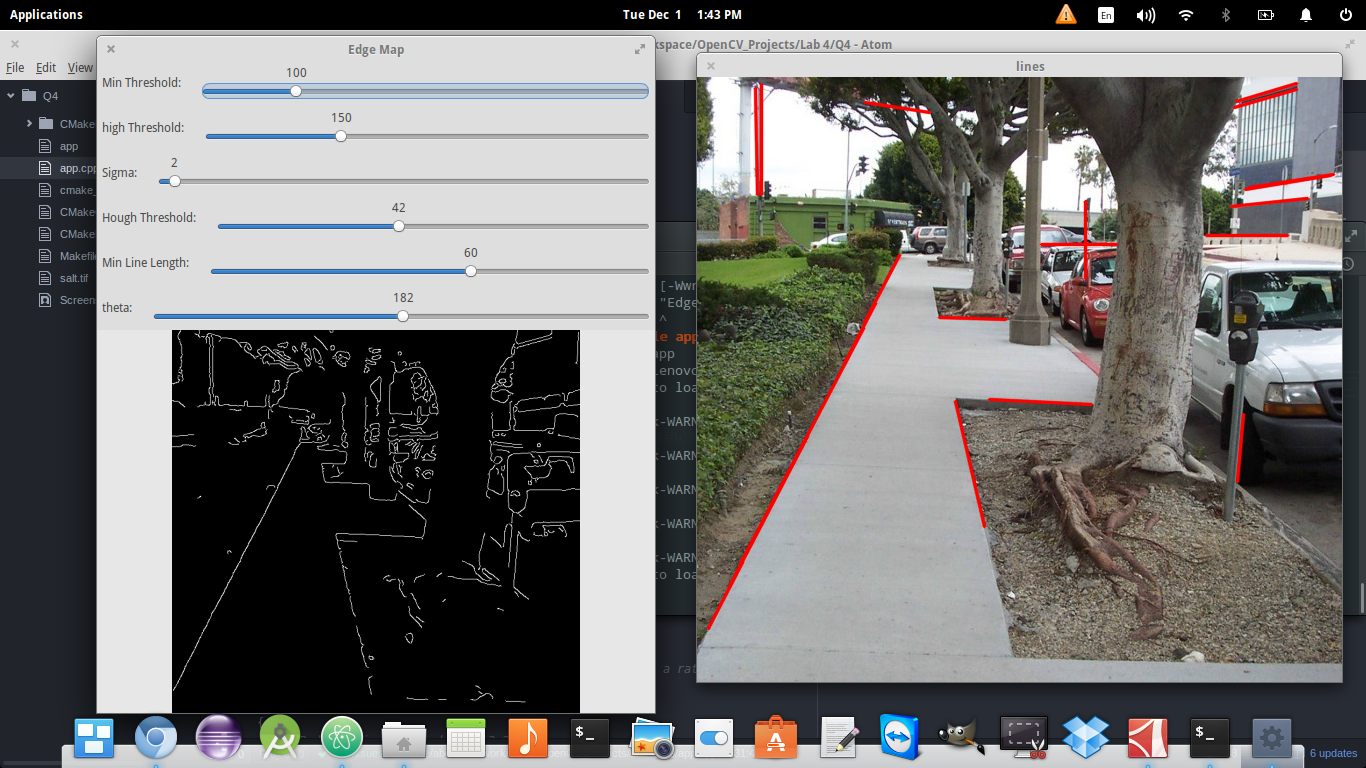 Applications
Tue Dec 1 1:43 PM
En
Edge Map
kspace/OpenCV_Projects/Lab 4/Q4 - Atom
lines
File Edit View
Min Threshold: 100
high Threshold: 150
Sigma: 2
Hough Threshold: 42
Min Line Length: 60
theta: 182
Q4
CMake
app
app.cpp
cmake_
CMake
CMake
Makefil
salt.tif
Screen
[-Wwr
"Edge
^
le app
app
lenovo
to loa
k-WARN
k-WARN
k-WARN
k-WARN
k-WARN
to loa
a rat
6 updates